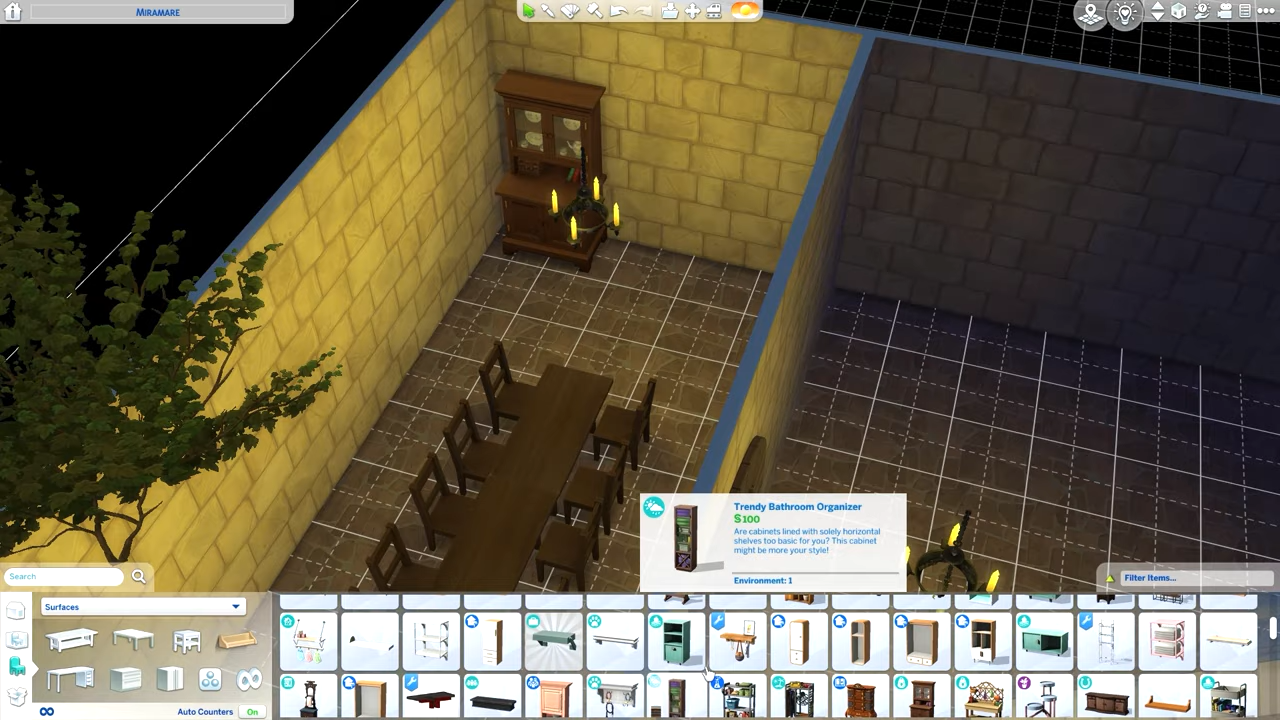 Miramare
Trendy Bathroom Organizer
§100
Are cabinets lined with solely horizontal
shelves too basic for you? This cabinet
might be more your style!
Environment: 1
Search
Filter Items...
Surfaces
Auto Counters
On